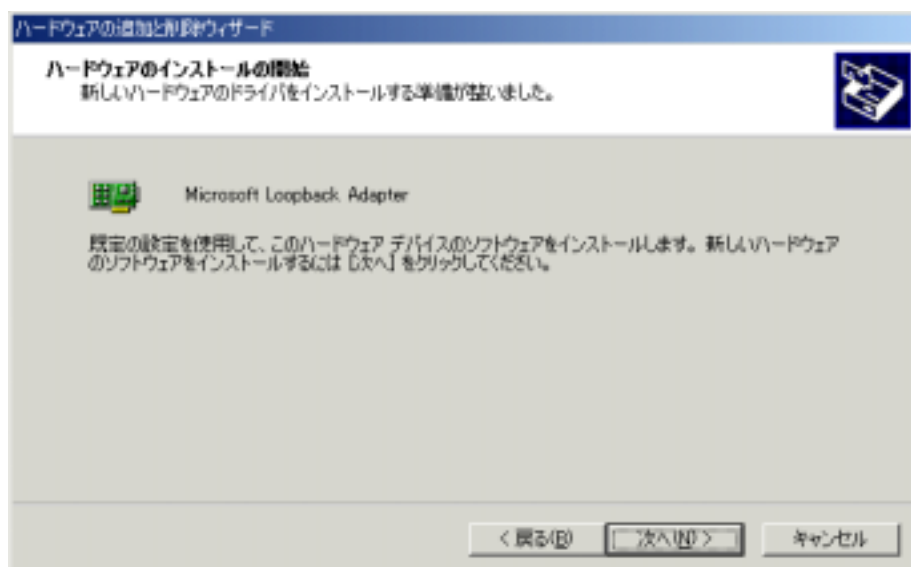 ハードウェアの追加と削除ウィザード
ハードウェアのインストールの開始
新しいハードウェアのドライバをインストールする準備が整いました。
Microsoft Loopback Adapter
既定の設定を使用して、このハードウェア デバイスのソフトウェアをインストールします。新しいハードウェア
のソフトウェアをインストールするには [次へ] をクリックしてください。
< 戻る(B)
次へ(N) >
キャンセル